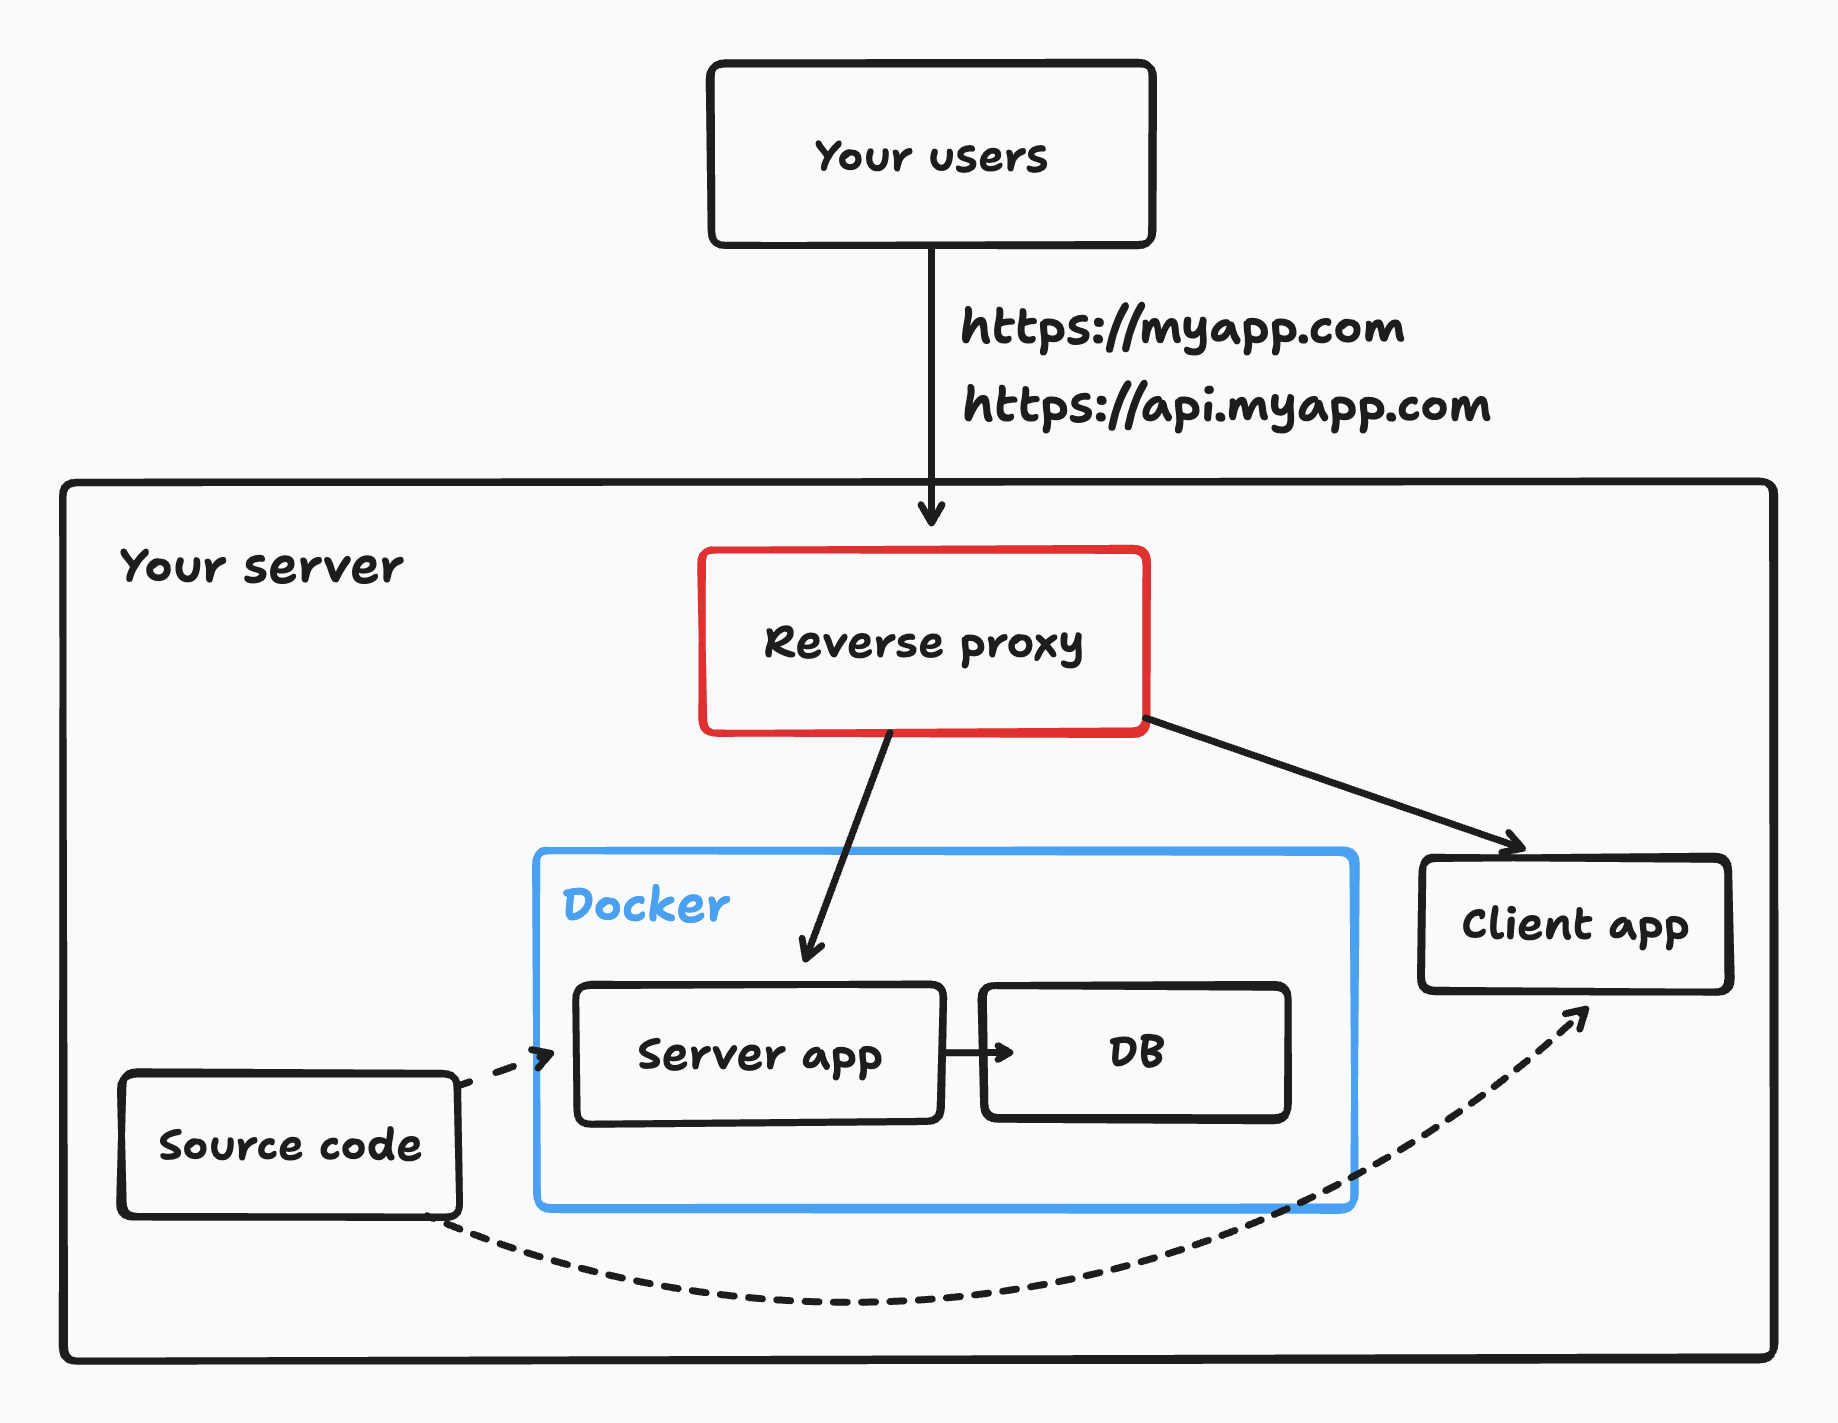 Your users
https://myapp.com
https://api.myapp.com
Your server
Reverse proxy
Docker
Client app
Server app
DB
Source code